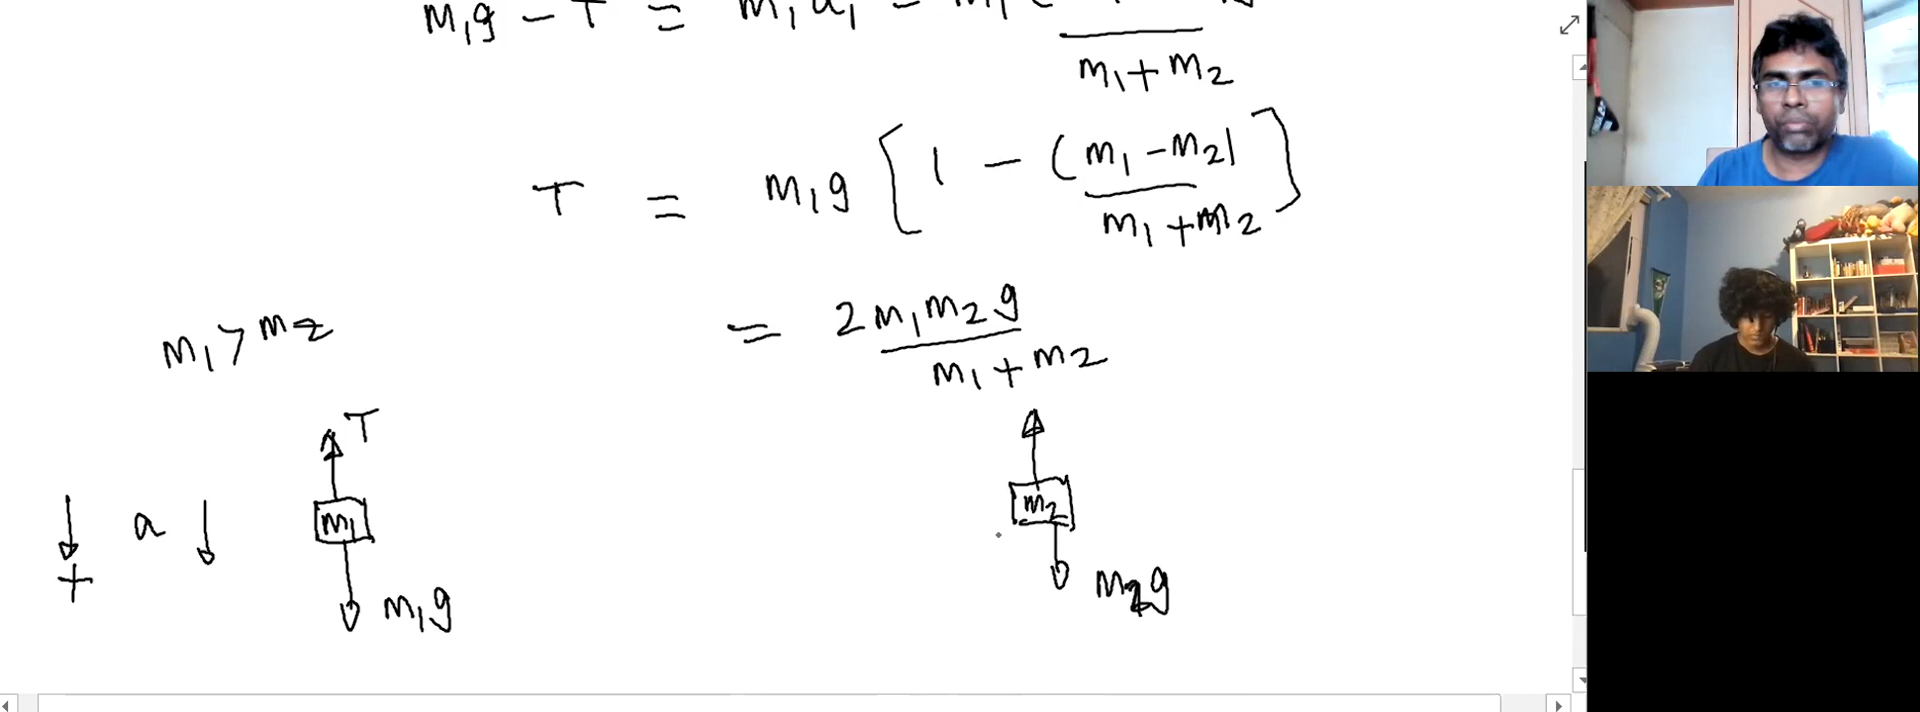 m₁g - T = m₁a₁
m₁ + m₂
T = m₁g [ 1 - (m₁ - m₂) / (m₁ + m₂) ]
m₁ > m₂
= 2m₁m₂g / (m₁ + m₂)
T
m₁
m₂
a
+
m₁g
m₂g